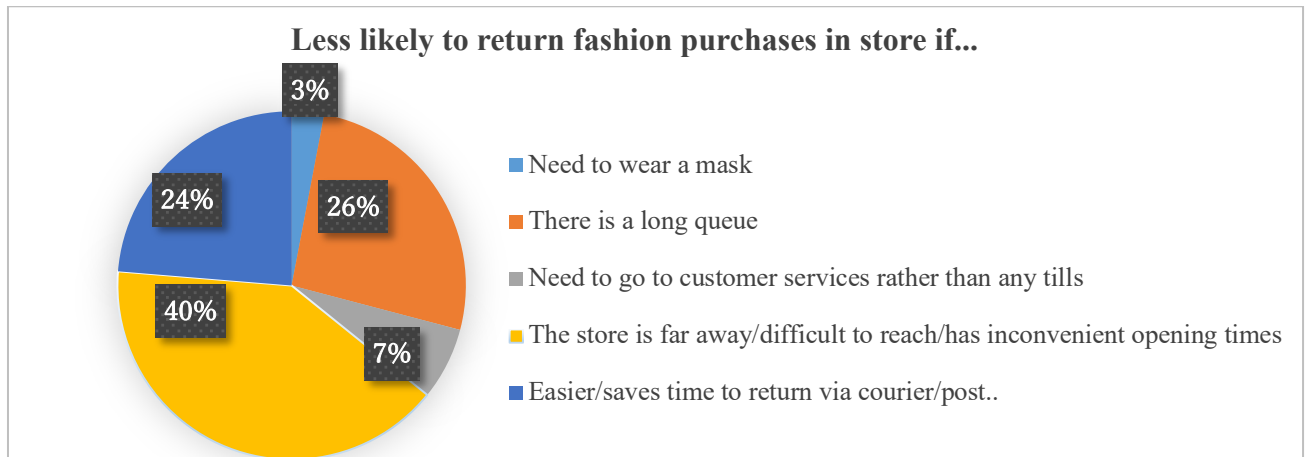 Less likely to return fashion purchases in store if...
3%
24%
26%
40%
7%
Need to wear a mask
There is a long queue
Need to go to customer services rather than any tills
The store is far away/difficult to reach/has inconvenient opening times
Easier/saves time to return via courier/post..